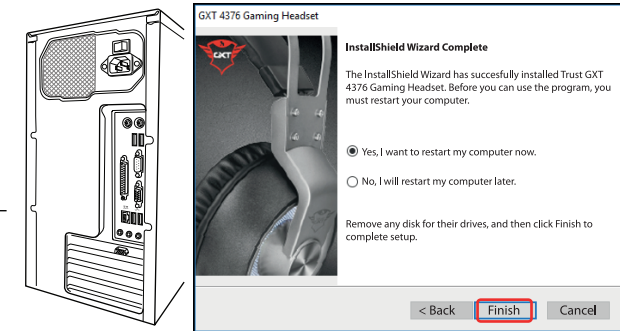 GXT 4376 Gaming Headset
GXT
InstallShield Wizard Complete
The InstallShield Wizard has succesfully installed Trust GXT
4376 Gaming Headset. Before you can use the program, you
must restart your computer.
Yes, I want to restart my computer now.
No, I will restart my computer later.
Remove any disk for their drives, and then click Finish to
complete setup.
< Back Finish Cancel